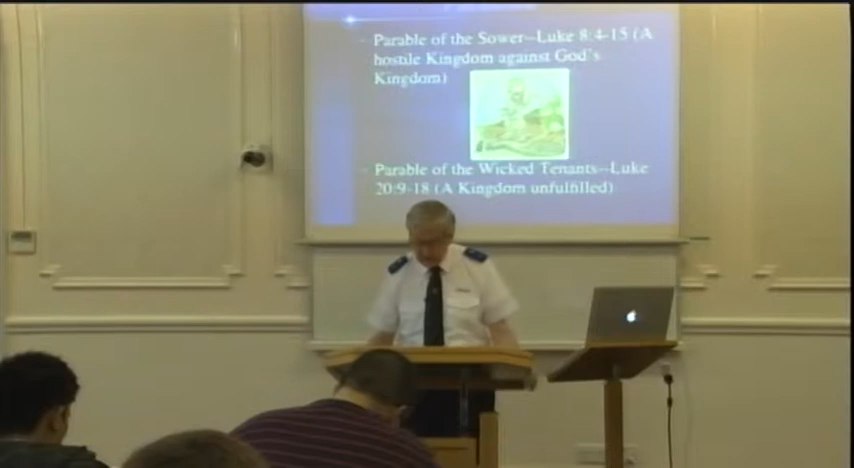 Parable of the Sower--Luke 8:4-15 (A
hostile Kingdom against God's
Kingdom)
Parable of the Wicked Tenants--Luke
20:9-18 (A Kingdom unfulfilled)